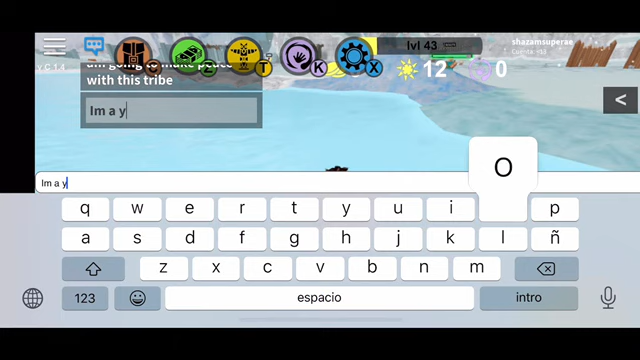 lvl 43
shazamsuperae
v.C 1.4
Z T K X
12 0
with this tribe
Im a y
<
Im a y
O
q w e r t y u i p
a s d f g h j k l ñ
z x c v b n m
123 espacio intro